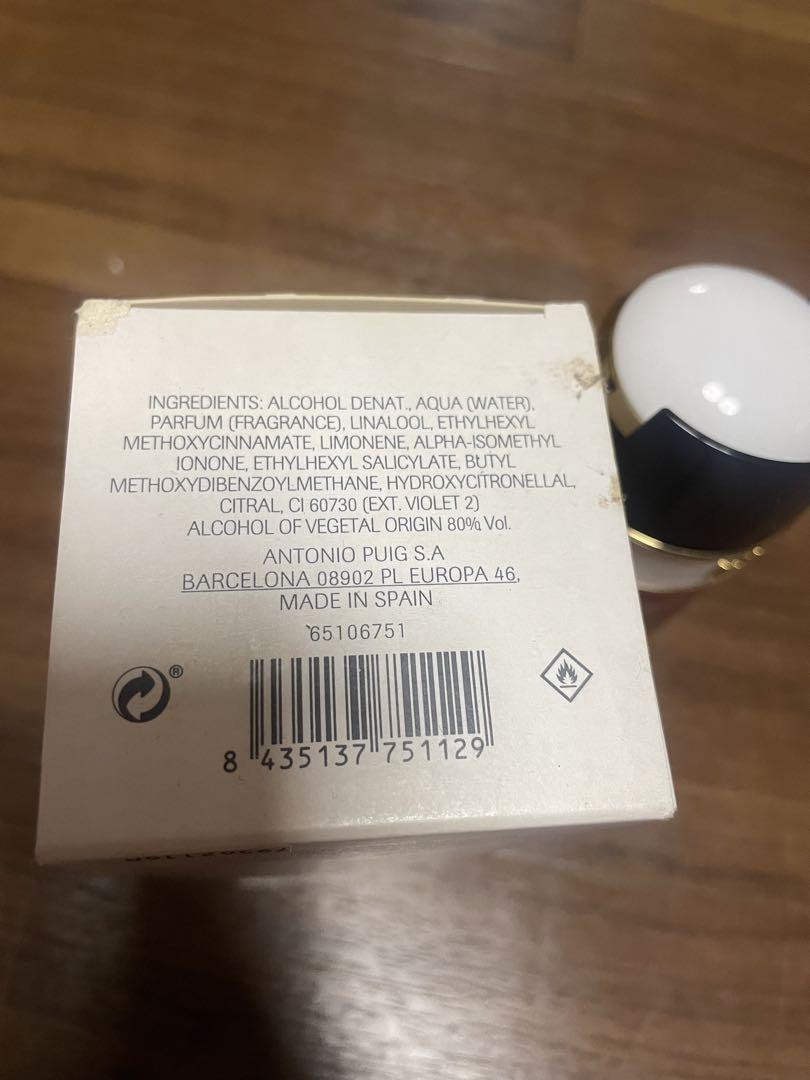 INGREDIENTS: ALCOHOL DENAT., AQUA (WATER),
PARFUM (FRAGRANCE), LINALOOL, ETHYLHEXYL
METHOXYCINNAMATE, LIMONENE, ALPHA-ISOMETHYL
IONONE, ETHYLHEXYL SALICYLATE, BUTYL
METHOXYDIBENZOYLMETHANE, HYDROXYCITRONELLAL,
CITRAL, CI 60730 (EXT. VIOLET 2)
ALCOHOL OF VEGETAL ORIGIN 80% Vol.
ANTONIO PUIG S.A
BARCELONA 08902 PL EUROPA 46,
MADE IN SPAIN
65106751
®
8 435137 751129